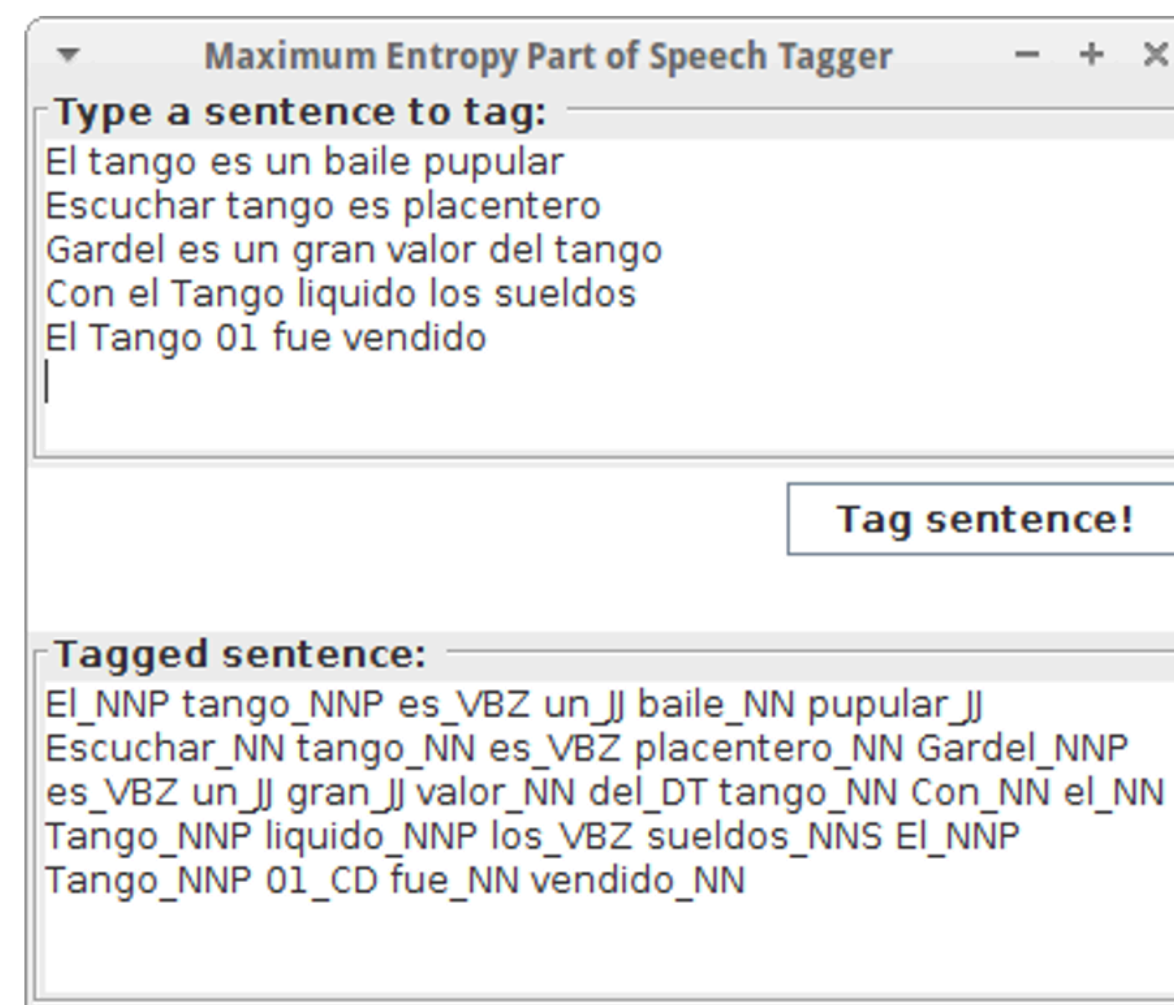 Maximum Entropy Part of Speech Tagger
Type a sentence to tag:
El tango es un baile pupular
Escuchar tango es placentero
Gardel es un gran valor del tango
Con el Tango liquido los sueldos
El Tango 01 fue vendido
Tag sentence!
Tagged sentence:
El_NNP tango_NNP es_VBZ un_JJ baile_NN pupular_JJ
Escuchar_NN tango_NN es_VBZ placentero_NN Gardel_NNP
es_VBZ un_JJ gran_JJ valor_NN del_DT tango_NN Con_NN el_NN
Tango_NNP liquido_NNP los_VBZ sueldos_NNS El_NNP
Tango_NNP 01_CD fue_NN vendido_NN